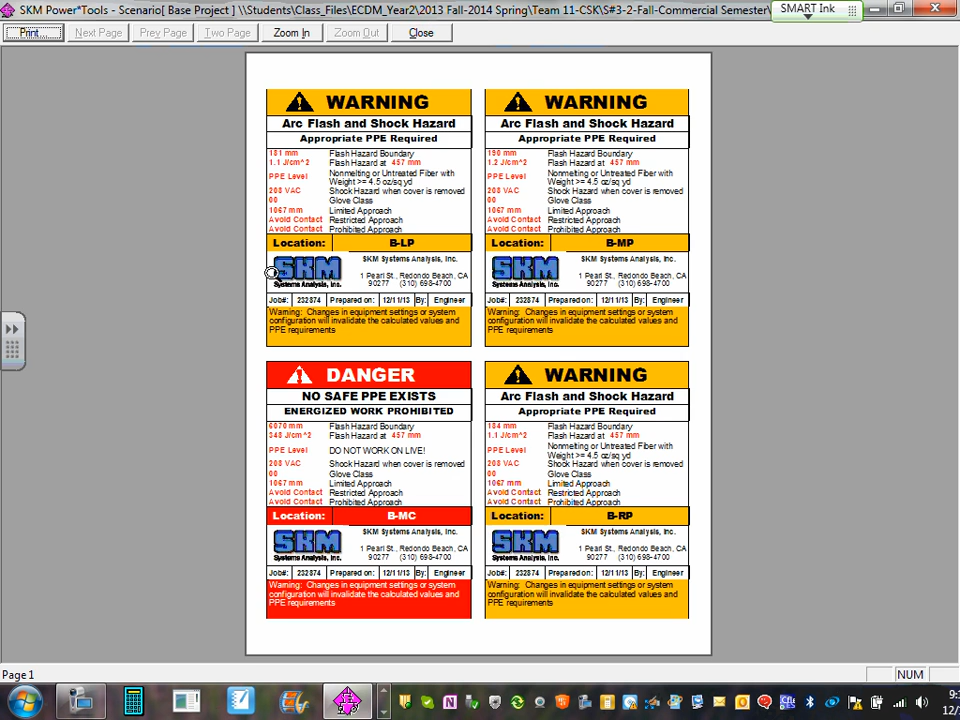 SKM Power*Tools - Scenario[ Base Project ] \\Students\Class_Files\ECDM_Year2\2013 Fall-2014 Spring\Team 11-CSK\S#3-2-Fall-Commercial Semester\
SMART Ink
Print... Next Page Prev Page Two Page Zoom In Zoom Out Close
WARNING
Arc Flash and Shock Hazard
Appropriate PPE Required
181 mm Flash Hazard Boundary
1.1 J/cm^2 Flash Hazard at 457 mm
PPE Level Nonmelting or Untreated Fiber with
Weight >= 4.5 oz/sq yd
208 VAC Shock Hazard when cover is removed
00 Glove Class
1067 mm Limited Approach
Avoid Contact Restricted Approach
Avoid Contact Prohibited Approach
Location: B-LP
SKM
Systems Analysis, Inc.
SKM Systems Analysis, Inc.
1 Pearl St., Redondo Beach, CA
90277 (310) 698-4700
Job#: 232874 Prepared on: 12/11/13 By: Engineer
Warning: Changes in equipment settings or system
configuration will invalidate the calculated values and
PPE requirements
WARNING
Arc Flash and Shock Hazard
Appropriate PPE Required
190 mm Flash Hazard Boundary
1.2 J/cm^2 Flash Hazard at 457 mm
PPE Level Nonmelting or Untreated Fiber with
Weight >= 4.5 oz/sq yd
208 VAC Shock Hazard when cover is removed
00 Glove Class
1067 mm Limited Approach
Avoid Contact Restricted Approach
Avoid Contact Prohibited Approach
Location: B-MP
SKM
Systems Analysis, Inc.
SKM Systems Analysis, Inc.
1 Pearl St., Redondo Beach, CA
90277 (310) 698-4700
Job#: 232874 Prepared on: 12/11/13 By: Engineer
Warning: Changes in equipment settings or system
configuration will invalidate the calculated values and
PPE requirements
DANGER
NO SAFE PPE EXISTS
ENERGIZED WORK PROHIBITED
6070 mm Flash Hazard Boundary
348 J/cm^2 Flash Hazard at 457 mm
PPE Level DO NOT WORK ON LIVE!
208 VAC Shock Hazard when cover is removed
00 Glove Class
1067 mm Limited Approach
Avoid Contact Restricted Approach
Avoid Contact Prohibited Approach
Location: B-MC
SKM
Systems Analysis, Inc.
SKM Systems Analysis, Inc.
1 Pearl St., Redondo Beach, CA
90277 (310) 698-4700
Job#: 232874 Prepared on: 12/11/13 By: Engineer
Warning: Changes in equipment settings or system
configuration will invalidate the calculated values and
PPE requirements
WARNING
Arc Flash and Shock Hazard
Appropriate PPE Required
184 mm Flash Hazard Boundary
1.1 J/cm^2 Flash Hazard at 457 mm
PPE Level Nonmelting or Untreated Fiber with
Weight >= 4.5 oz/sq yd
208 VAC Shock Hazard when cover is removed
00 Glove Class
1067 mm Limited Approach
Avoid Contact Restricted Approach
Avoid Contact Prohibited Approach
Location: B-RP
SKM
Systems Analysis, Inc.
SKM Systems Analysis, Inc.
1 Pearl St., Redondo Beach, CA
90277 (310) 698-4700
Job#: 232874 Prepared on: 12/11/13 By: Engineer
Warning: Changes in equipment settings or system
configuration will invalidate the calculated values and
PPE requirements
Page 1
NUM